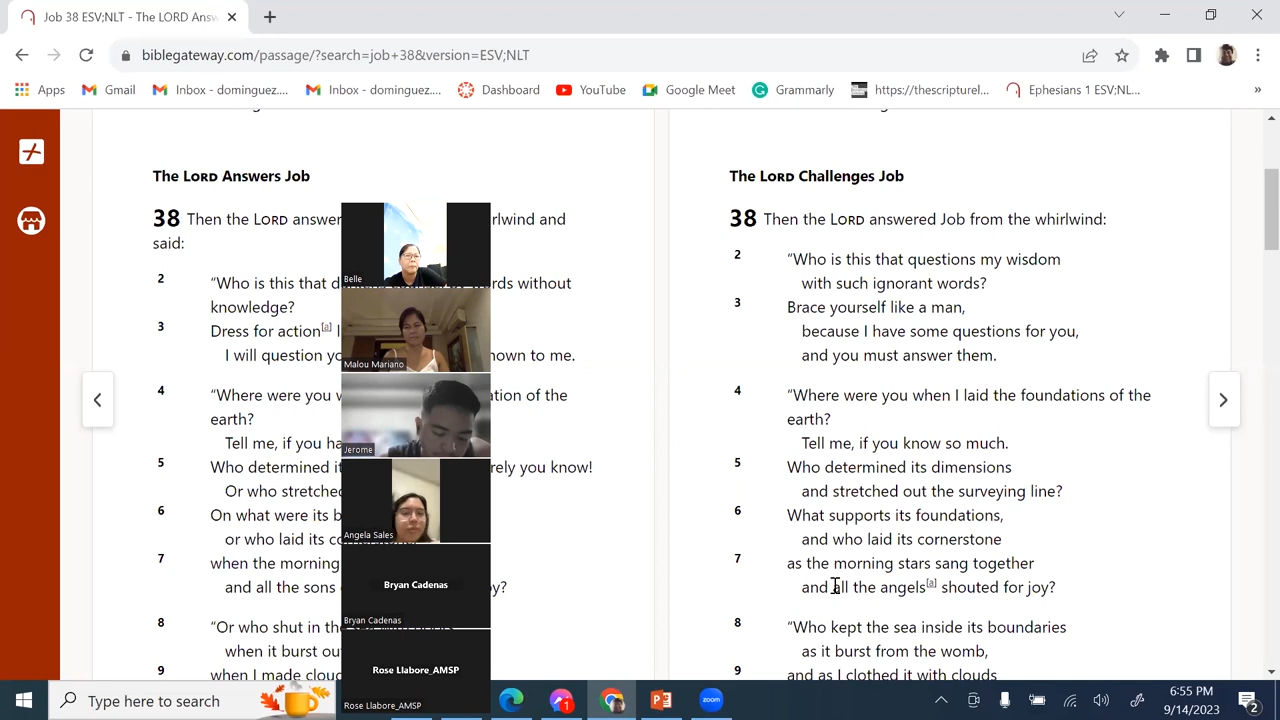 Job 38 ESV;NLT - The LORD Answ
biblegateway.com/passage/?search=job+38&version=ESV;NLT
Apps
Gmail
Inbox - dominguez....
Inbox - dominguez....
Dashboard
YouTube
Google Meet
Grammarly
https://thescripturel...
Ephesians 1 ESV;NL...
»
The LORD Answers Job
38 Then the LORD answer
rlwind and
said:
2 “Who is this that d
rds without
knowledge?
3 Dress for action[a] l
I will question yo
nown to me.
4 “Where were you w
ation of the
earth?
Tell me, if you ha
5 Who determined it
rely you know!
Or who stretched
6 On what were its b
or who laid its co
7 when the morning
and all the sons
y?
8 “Or who shut in the
when it burst ou
9 when I made cloud
Belle
Malou Mariano
Jerome
Angela Sales
Bryan Cadenas
Bryan Cadenas
Rose Llabore_AMSP
Rose Llabore_AMSP
The LORD Challenges Job
38 Then the LORD answered Job from the whirlwind:
2 “Who is this that questions my wisdom
with such ignorant words?
3 Brace yourself like a man,
because I have some questions for you,
and you must answer them.
4 “Where were you when I laid the foundations of the
earth?
Tell me, if you know so much.
5 Who determined its dimensions
and stretched out the surveying line?
6 What supports its foundations,
and who laid its cornerstone
7 as the morning stars sang together
and all the angels[a] shouted for joy?
8 “Who kept the sea inside its boundaries
as it burst from the womb,
9 and as I clothed it with clouds
Type here to search
1
zoom
6:55 PM
9/14/2023
2